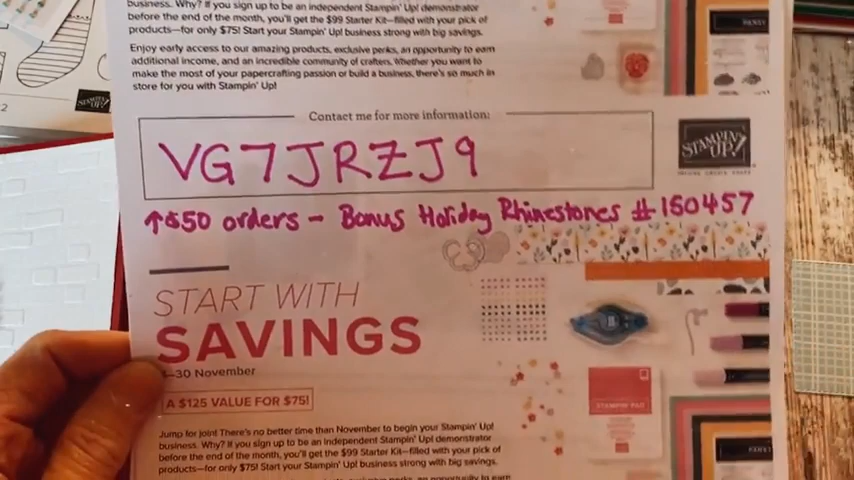 business. Why? If you sign up to be an independent Stampin' Up! demonstrator
before the end of the month, you'll get the $99 Starter Kit—filled with your pick of
products—for only $75! Start your Stampin' Up! business strong with big savings.
Enjoy early access to our amazing products, exclusive perks, an opportunity to earn
additional income, and an incredible community of crafters. Whether you want to
make the most of your papercrafting passion or build a business, there's so much in
store for you with Stampin' Up!
Contact me for more information:
VG7JRZJ9
STAMPIN' UP!
↑$50 orders - Bonus Holiday Rhinestones #150457
START WITH
SAVINGS
–30 November
A $125 VALUE FOR $75!
STAMPIN' PAD
Jump for joy! There's no better time than November to begin your Stampin' Up!
business. Why? If you sign up to be an independent Stampin' Up! demonstrator
before the end of the month, you'll get the $99 Starter Kit—filled with your pick of
products—for only $75! Start your Stampin' Up! business strong with big savings.